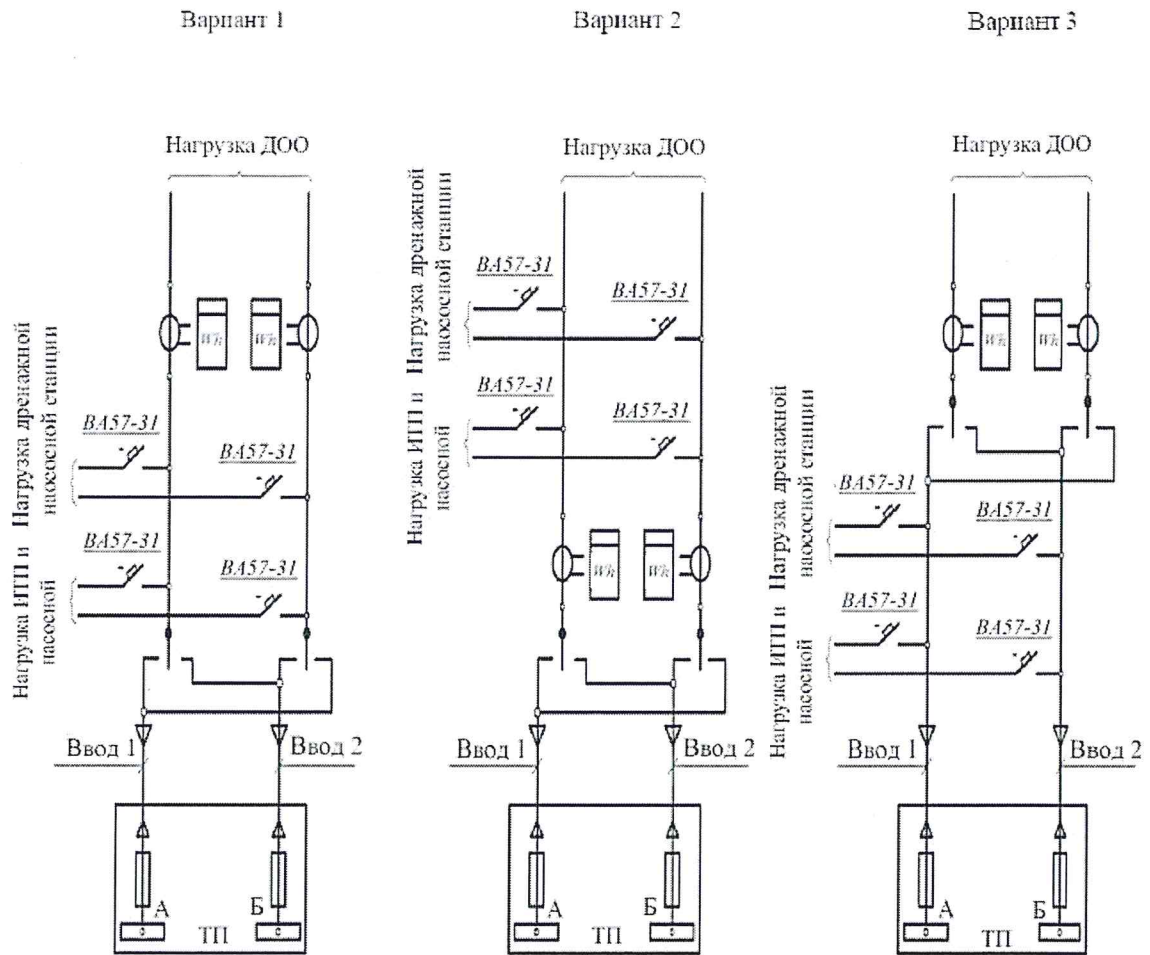 Вариант 1
Нагрузка ДОО
Нагрузка дренажной
наососной станции
Нагрузка ИТП и
насосной
ВА57-31
ВА57-31
ВА57-31
ВА57-31
Wh
Wh
Ввод 1
Ввод 2
А
Б
ТП
Вариант 2
Нагрузка ДОО
Нагрузка дренажной
наососной станции
Нагрузка ИТП и
насосной
ВА57-31
ВА57-31
ВА57-31
ВА57-31
Wh
Wh
Ввод 1
Ввод 2
А
Б
ТП
Вариант 3
Нагрузка ДОО
Нагрузка дренажной
наососной станции
Нагрузка ИТП и
насосной
Wh
Wh
ВА57-31
ВА57-31
ВА57-31
ВА57-31
Ввод 1
Ввод 2
А
Б
ТП